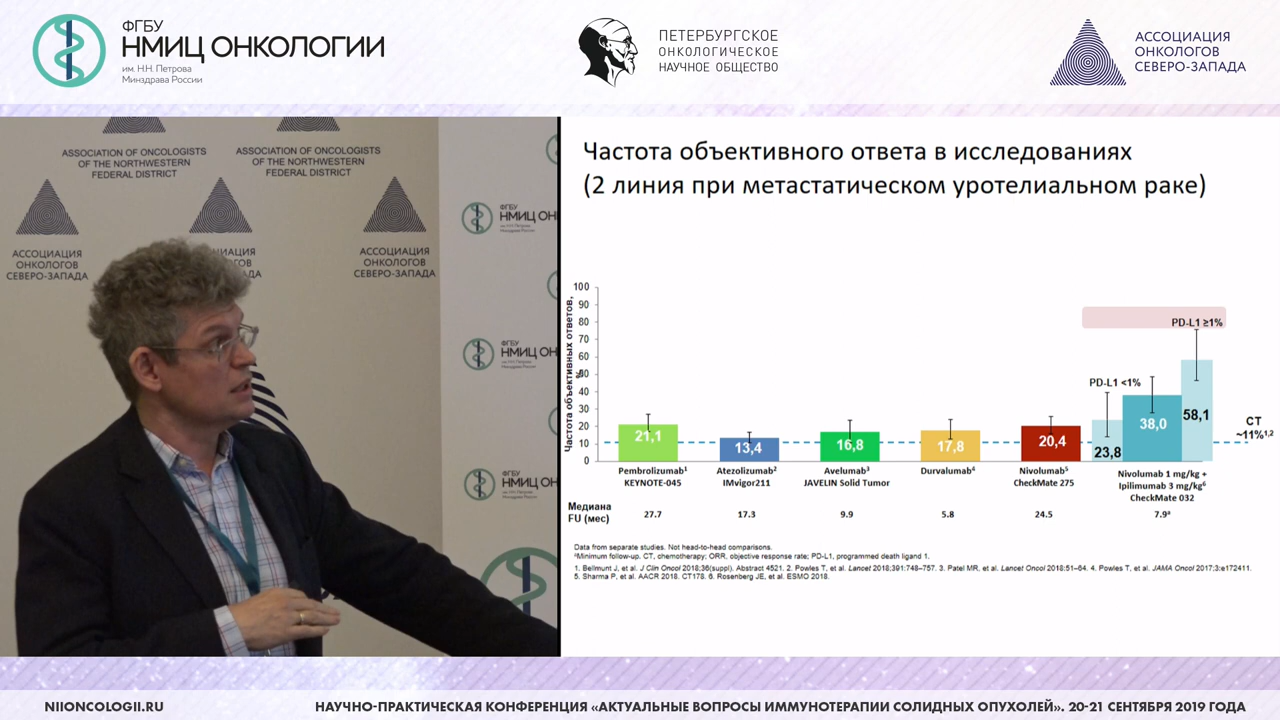 ФГБУ
НМИЦ ОНКОЛОГИИ
им. Н.Н. Петрова
Минздрава России
ПЕТЕРБУРГСКОЕ
ОНКОЛОГИЧЕСКОЕ
НАУЧНОЕ ОБЩЕСТВО
АССОЦИАЦИЯ
ОНКОЛОГОВ
СЕВЕРО-ЗАПАДА
ASSOCIATION OF ONCOLOGISTS
OF THE NORTHWESTERN
FEDERAL DISTRICT
ASSOCIATION OF ONCOLOGISTS
OF THE NORTHWESTERN
FEDERAL DISTRICT
АССОЦИАЦИЯ
ОНКОЛОГОВ
СЕВЕРО-ЗАПАДА
АССОЦИАЦИЯ
ОНКОЛОГОВ
СЕВЕРО-ЗАПАДА
ФГБУ
НМИЦ
ФГБУ
НМИЦ
ФГБУ
НМИЦ
Частота объективного ответа в исследованиях
(2 линия при метастатическом уротелиальном раке)
Частота объективных ответов, %
100
90
80
70
60
50
40
30
20
10
0
21,1
13,4
16,8
17,8
20,4
23,8
38,0
58,1
PD-L1 <1%
PD-L1 ≥1%
CT
~11%1,2
Pembrolizumab1
KEYNOTE-045
Atezolizumab2
IMvigor211
Avelumab3
JAVELIN Solid Tumor
Durvalumab4
Nivolumab5
CheckMate 275
Nivolumab 1 mg/kg +
Ipilimumab 3 mg/kg6
CheckMate 032
Медиана
FU (мес)
27.7
17.3
9.9
5.8
24.5
7.9a
Data from separate studies. Not head-to-head comparisons.
aMinimum follow-up. CT, chemotherapy; ORR, objective response rate; PD-L1, programmed death ligand 1.
1. Bellmunt J, et al. J Clin Oncol 2018;36(suppl). Abstract 4521. 2. Powles T, et al. Lancet 2018;391:748–757. 3. Patel MR, et al. Lancet Oncol 2018:51–64. 4. Powles T, et al. JAMA Oncol 2017;3:e172411.
5. Sharma P, et al. AACR 2018. CT178. 6. Rosenberg JE, et al. ESMO 2018.
NIIONCOLOGII.RU
НАУЧНО-ПРАКТИЧЕСКАЯ КОНФЕРЕНЦИЯ «АКТУАЛЬНЫЕ ВОПРОСЫ ИММУНОТЕРАПИИ СОЛИДНЫХ ОПУХОЛЕЙ». 20-21 СЕНТЯБРЯ 2019 ГОДА